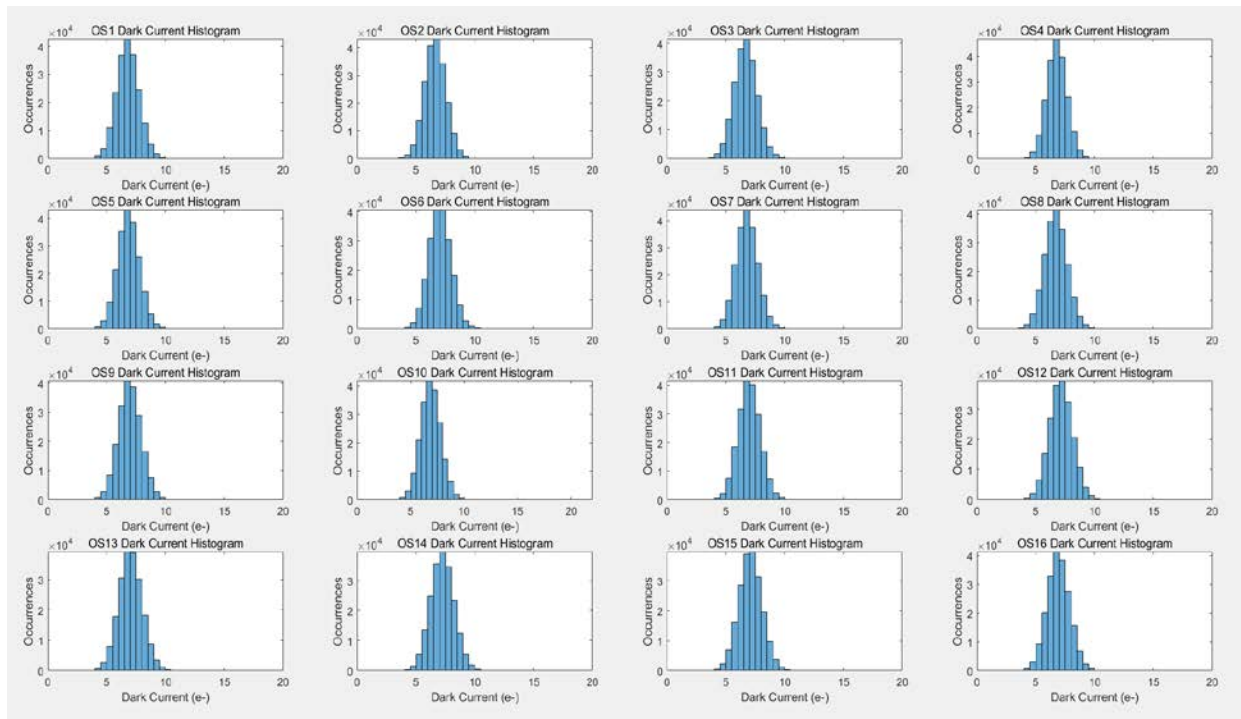 ×10⁴ OS1 Dark Current Histogram
Occurrences
4
3
2
1
0
0 5 10 15 20
Dark Current (e-)
×10⁴ OS2 Dark Current Histogram
Occurrences
4
3
2
1
0
0 5 10 15 20
Dark Current (e-)
×10⁴ OS3 Dark Current Histogram
Occurrences
4
3
2
1
0
0 5 10 15 20
Dark Current (e-)
×10⁴ OS4 Dark Current Histogram
Occurrences
4
3
2
1
0
0 5 10 15 20
Dark Current (e-)
×10⁴ OS5 Dark Current Histogram
Occurrences
4
3
2
1
0
0 5 10 15 20
Dark Current (e-)
×10⁴ OS6 Dark Current Histogram
Occurrences
4
3
2
1
0
0 5 10 15 20
Dark Current (e-)
×10⁴ OS7 Dark Current Histogram
Occurrences
4
3
2
1
0
0 5 10 15 20
Dark Current (e-)
×10⁴ OS8 Dark Current Histogram
Occurrences
4
3
2
1
0
0 5 10 15 20
Dark Current (e-)
×10⁴ OS9 Dark Current Histogram
Occurrences
4
3
2
1
0
0 5 10 15 20
Dark Current (e-)
×10⁴ OS10 Dark Current Histogram
Occurrences
4
3
2
1
0
0 5 10 15 20
Dark Current (e-)
×10⁴ OS11 Dark Current Histogram
Occurrences
4
3
2
1
0
0 5 10 15 20
Dark Current (e-)
×10⁴ OS12 Dark Current Histogram
Occurrences
3
2
1
0
0 5 10 15 20
Dark Current (e-)
×10⁴ OS13 Dark Current Histogram
Occurrences
3
2
1
0
0 5 10 15 20
Dark Current (e-)
×10⁴ OS14 Dark Current Histogram
Occurrences
3
2
1
0
0 5 10 15 20
Dark Current (e-)
×10⁴ OS15 Dark Current Histogram
Occurrences
3
2
1
0
0 5 10 15 20
Dark Current (e-)
×10⁴ OS16 Dark Current Histogram
Occurrences
4
3
2
1
0
0 5 10 15 20
Dark Current (e-)